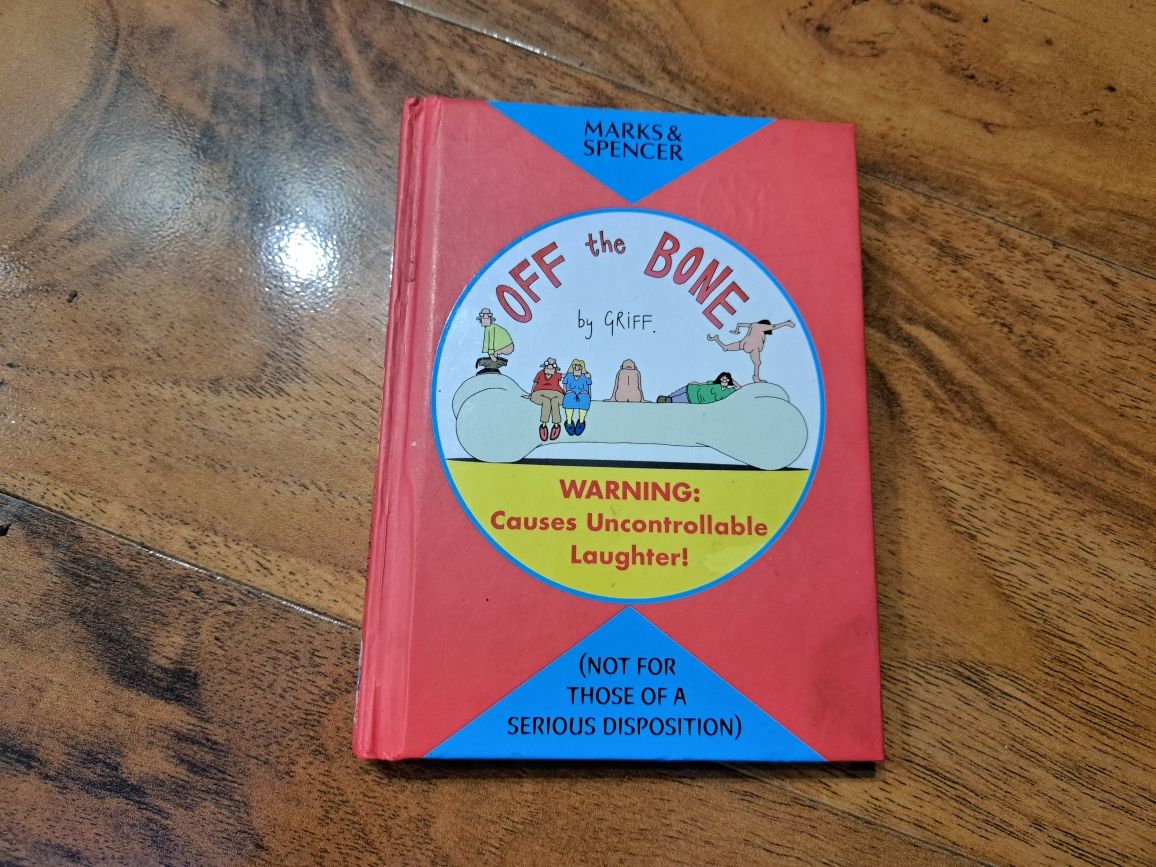 MARKS &
SPENCER
OFF the BONE
by GRIFF.
WARNING:
Causes Uncontrollable
Laughter!
(NOT FOR
THOSE OF A
SERIOUS DISPOSITION)